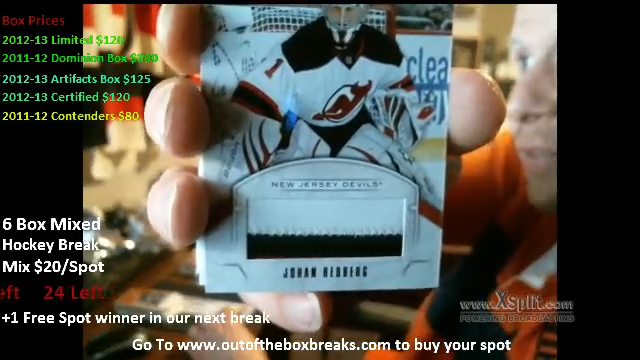 Box Prices
2012-13 Limited $120
2011-12 Dominion Box
2012-13 Artifacts Box $125
2012-13 Certified $120
2011-12 Contenders $80
1
clea
NEW JERSEY DEVILS
JOHAN HEDBERG
6 Box Mixed
Hockey Break
Mix $20/Spot
eft 24 Left
+1 Free Spot winner in our next break
www.XSplit.com
POWERING BROADCASTING
Go To www.outoftheboxbreaks.com to buy your spot